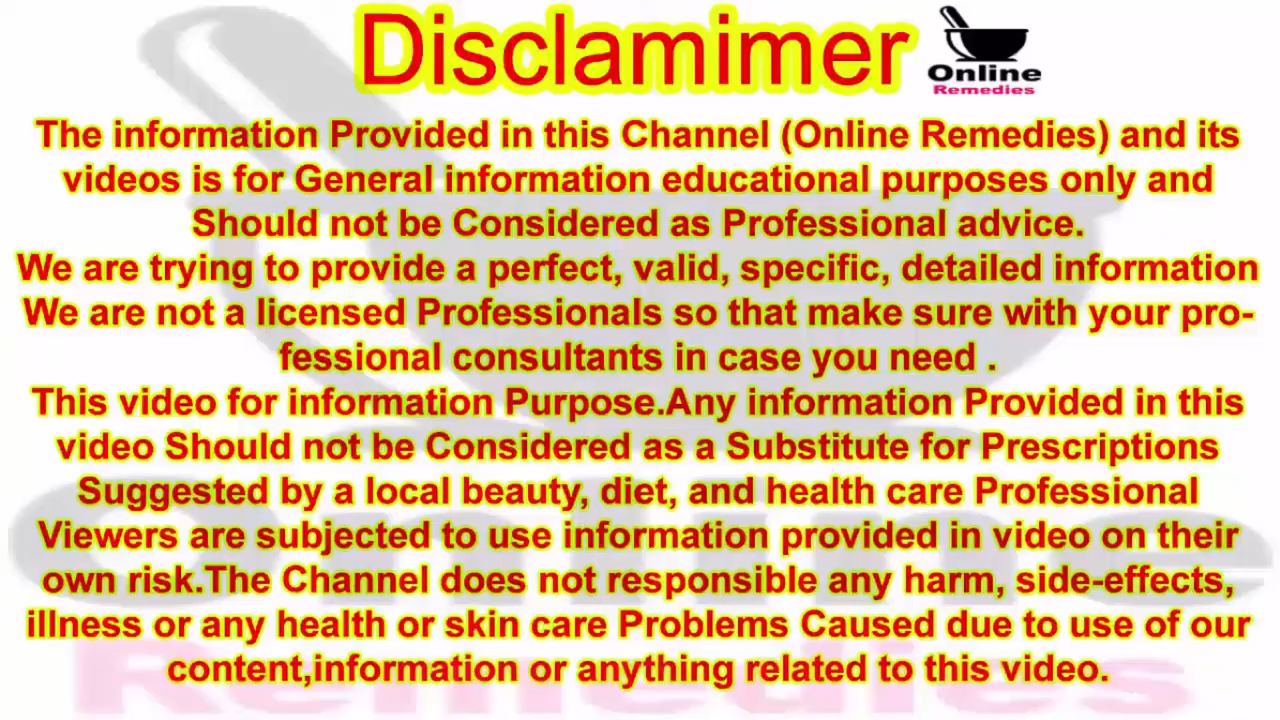 Disclamimer
Online
Remedies
The information Provided in this Channel (Online Remedies) and its
videos is for General information educational purposes only and
Should not be Considered as Professional advice.
We are trying to provide a perfect, valid, specific, detailed information
We are not a licensed Professionals so that make sure with your pro-
fessional consultants in case you need .
This video for information Purpose.Any information Provided in this
video Should not be Considered as a Substitute for Prescriptions
Suggested by a local beauty, diet, and health care Professional
Viewers are subjected to use information provided in video on their
own risk.The Channel does not responsible any harm, side-effects,
illness or any health or skin care Problems Caused due to use of our
content,information or anything related to this video.
Online
Remedies